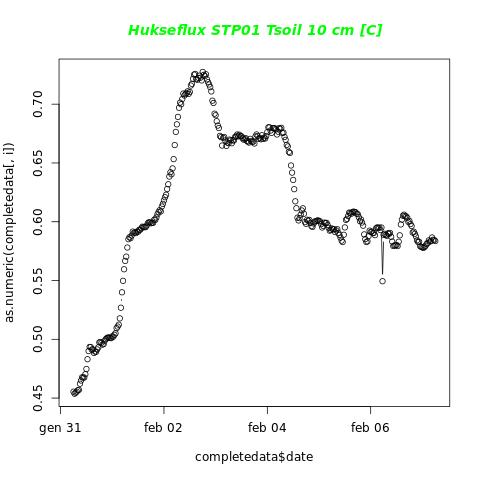 Hukseflux STP01 Tsoil 10 cm [C]
as.numeric(completedata[, i])
0.70
0.65
0.60
0.55
0.50
0.45
gen 31
feb 02
feb 04
feb 06
completedata$date